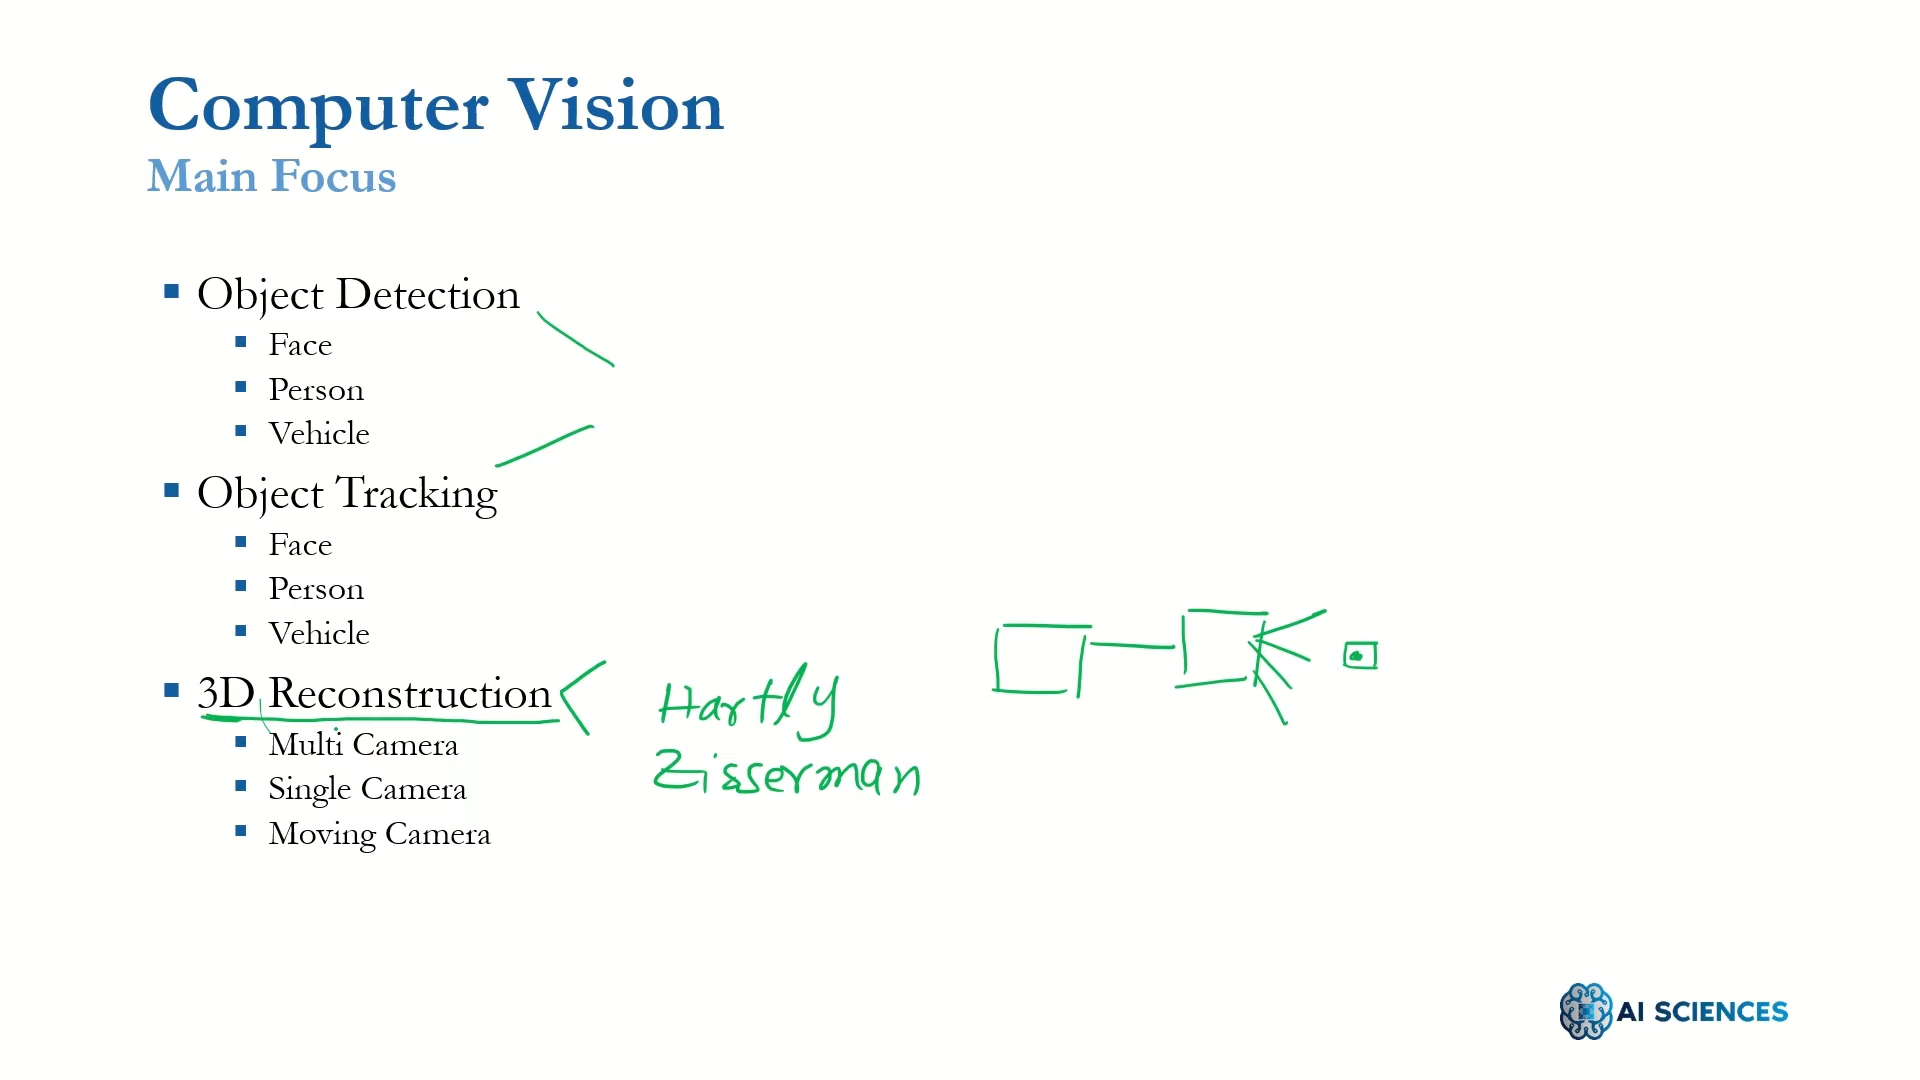 Computer Vision
Main Focus
Object Detection
Face
Person
Vehicle
Object Tracking
Face
Person
Vehicle
3D Reconstruction
Multi Camera
Single Camera
Moving Camera
Hartly
Zisserman
AI SCIENCES